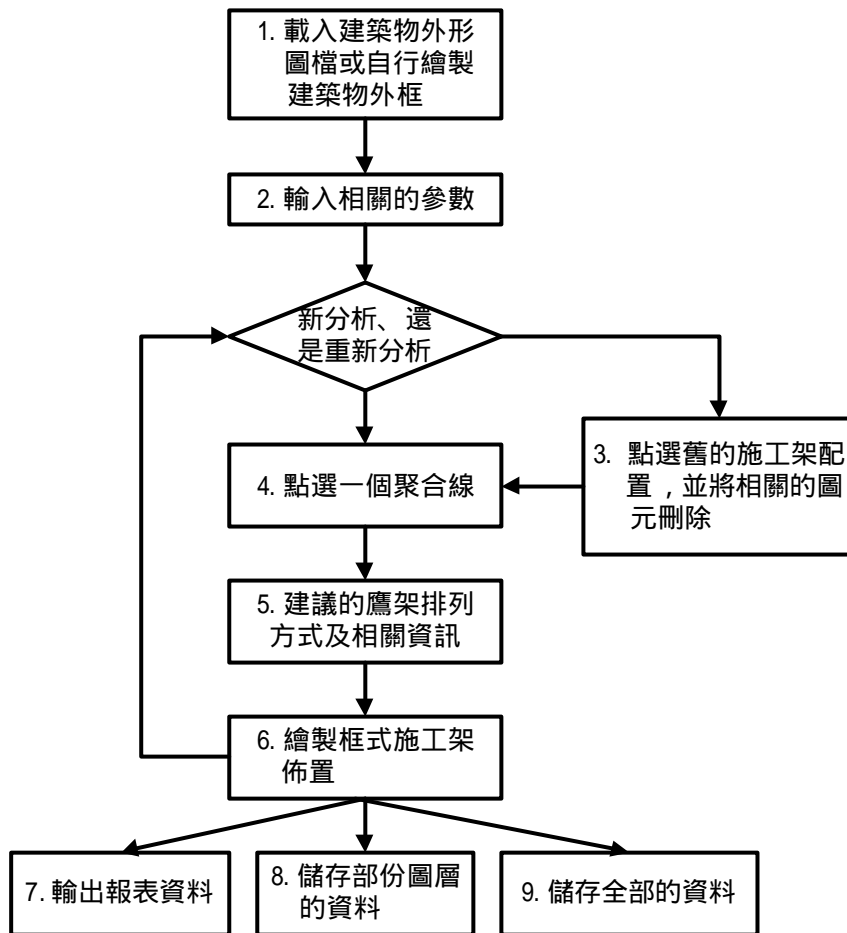 1. 載入建築物外形
圖檔或自行繪製
建築物外框
2. 輸入相關的參數
新分析、還
是重新分析
3. 點選舊的施工架配
置，並將相關的圖
元刪除
4. 點選一個聚合線
5. 建議的鷹架排列
方式及相關資訊
6. 繪製框式施工架
佈置
7. 輸出報表資料
8. 儲存部份圖層
的資料
9. 儲存全部的資料